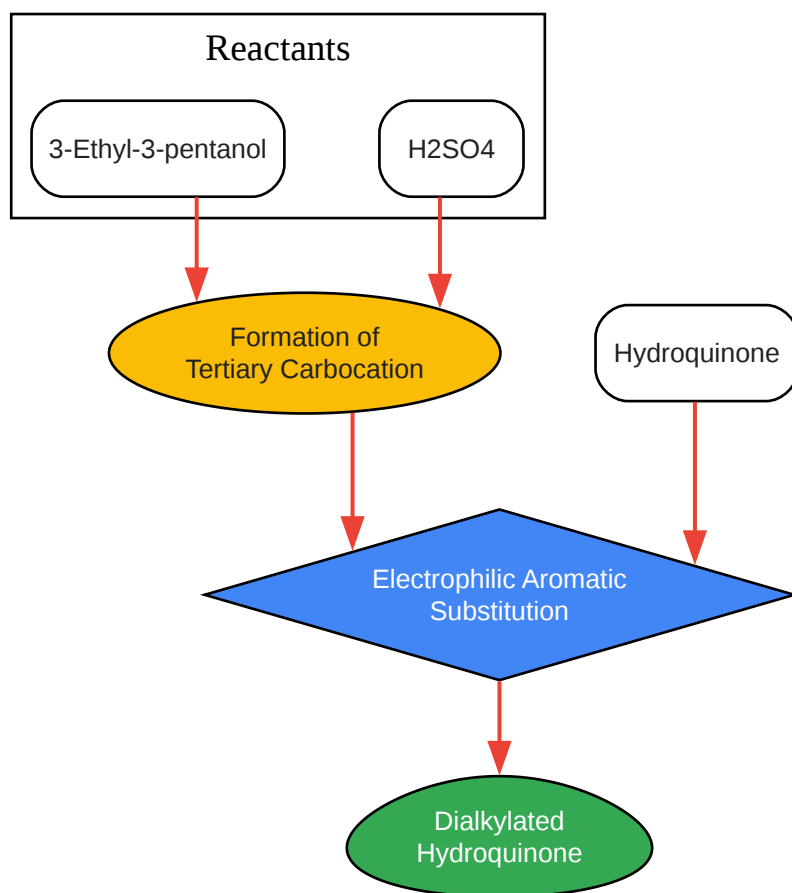 Reactants
3-Ethyl-3-pentanol
H2SO4
Formation of
Tertiary Carbocation
Hydroquinone
Electrophilic Aromatic
Substitution
Dialkylated
Hydroquinone